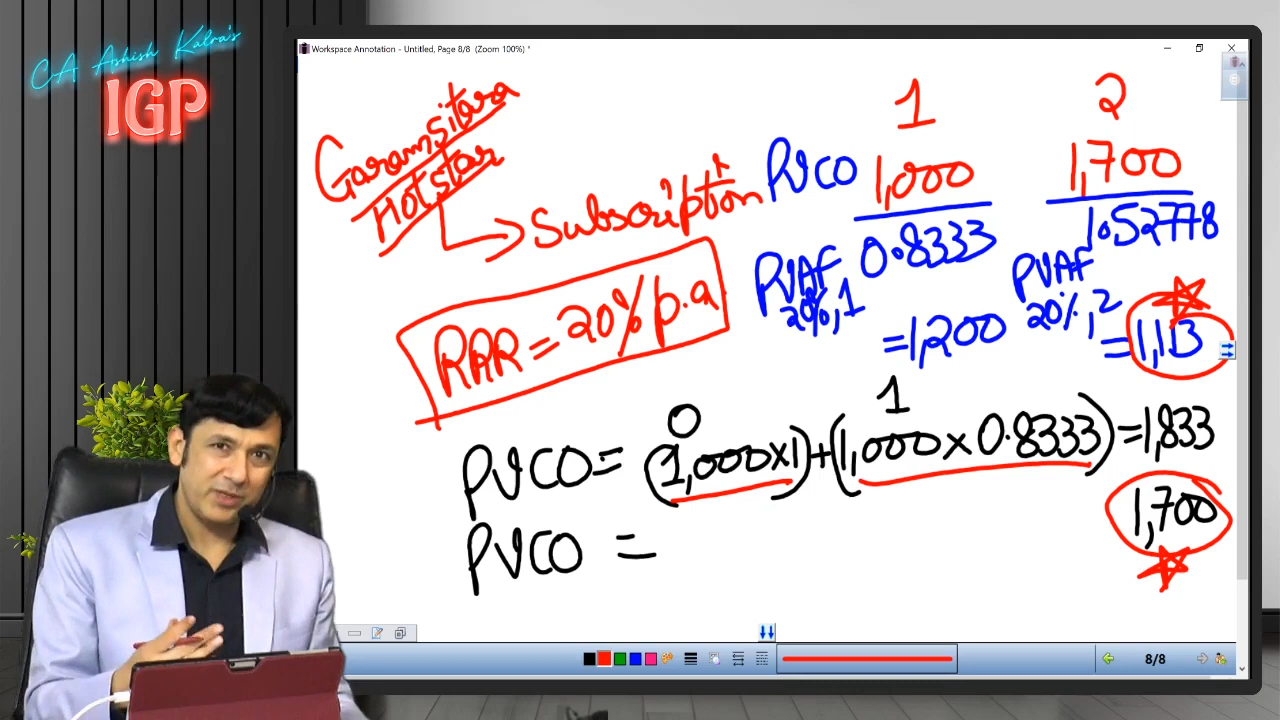 CA Ashish Kalra's
IGP
Workspace Annotation - Untitled, Page 8/8 (Zoom 100%) *
Garamsitara
Hotstar
Subscription
RRR = 20% p.a
1 2
PVCO 1,000 1,700
0.8333 1.52778
PVAF 20%, 1 PVAF 20%, 2
=1,200 =1,113
0 1
PVCO = (1,000×1)+(1,000×0.8333)=1,833
PVCO = 1,700
8/8